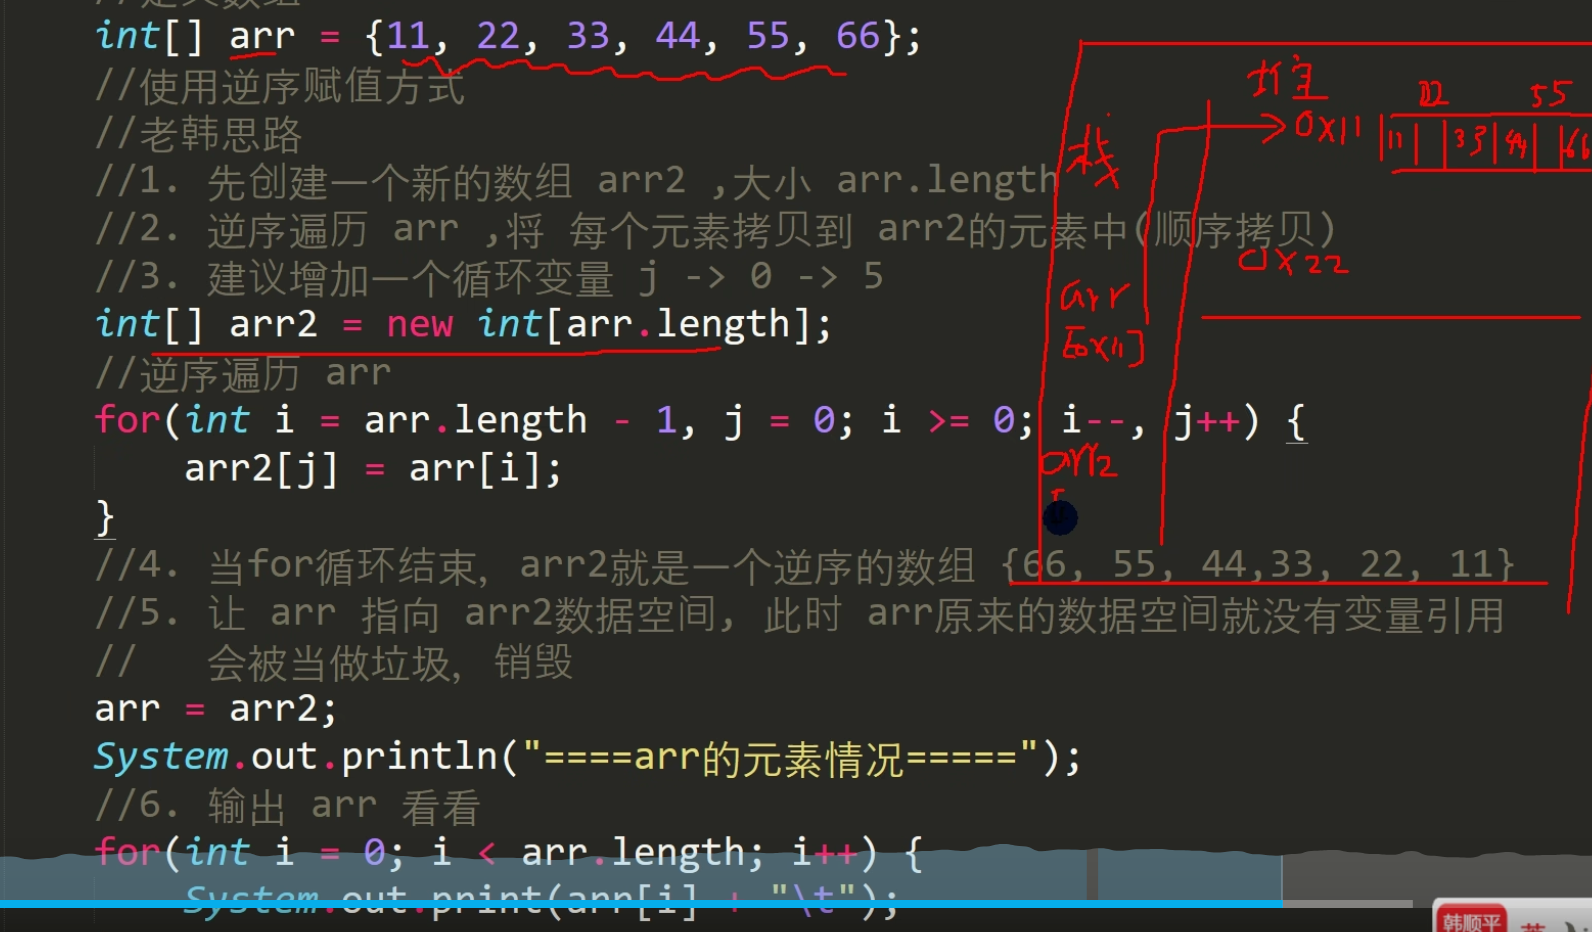 int[] arr = {11, 22, 33, 44, 55, 66};
//使用逆序赋值方式
//老韩思路
//1. 先创建一个新的数组 arr2 ,大小 arr.length
//2. 逆序遍历 arr ,将 每个元素拷贝到 arr2的元素中(顺序拷贝)
//3. 建议增加一个循环变量 j -> 0 -> 5
int[] arr2 = new int[arr.length];
//逆序遍历 arr
for(int i = arr.length - 1, j = 0; i >= 0; i--, j++) {
arr2[j] = arr[i];
}
//4. 当for循环结束, arr2就是一个逆序的数组 {66, 55, 44,33, 22, 11}
//5. 让 arr 指向 arr2数据空间, 此时 arr原来的数据空间就没有变量引用
// 会被当做垃圾, 销毁
arr = arr2;
System.out.println("====arr的元素情况=====");
//6. 输出 arr 看看
for(int i = 0; i < arr.length; i++) {
System.out.print(arr[i] + "\t");
栈
arr
[0x11]
arr2
0x11
22 55
11 33 44 66
0x22
韩顺平
英